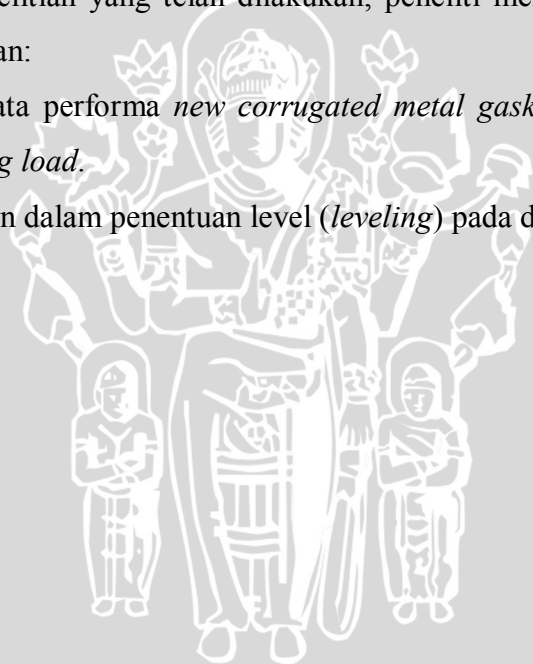 entian yang telah dilakukan, peneliti me
an:
ata performa new corrugated metal gask
g load.
n dalam penentuan level (leveling) pada d